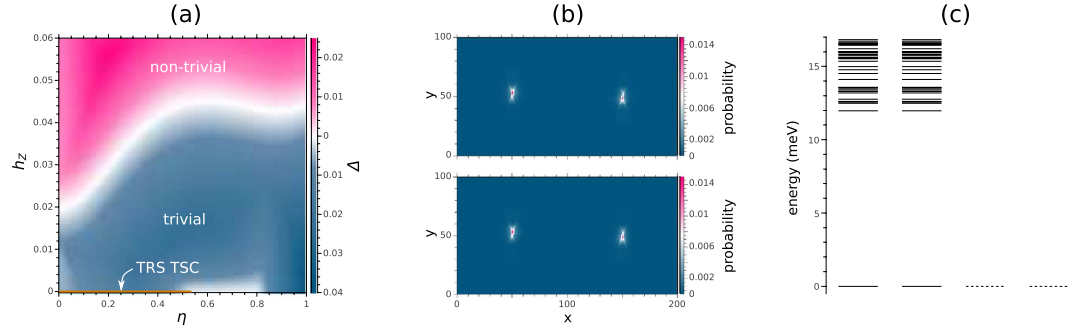 (a)
(b)
(c)
non-trivial
trivial
TRS TSC
0.06
0.05
0.04
0.03
0.02
0.01
0
h_Z
0
0.2
0.4
0.6
0.8
1
η
0.02
0.01
0
0.01
0.02
0.03
0.04
Δ
100
50
0
y
0.014
0.010
0.006
0.002
0
probability
100
50
0
y
0
100
200
x
0.014
0.010
0.006
0.002
0
probability
15
10
5
0
energy (meV)